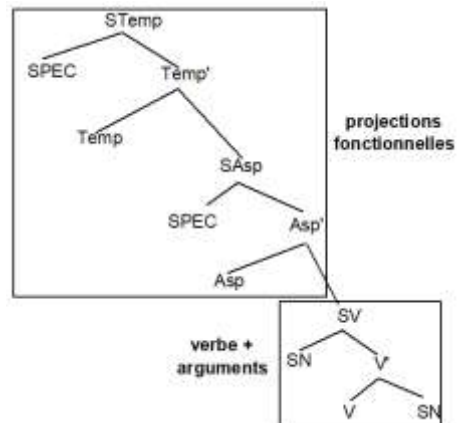 STemp
SPEC Temp'
Temp
projections
fonctionnelles
SAsp
SPEC Asp'
Asp
SV
verbe +
arguments
SN V'
V SN